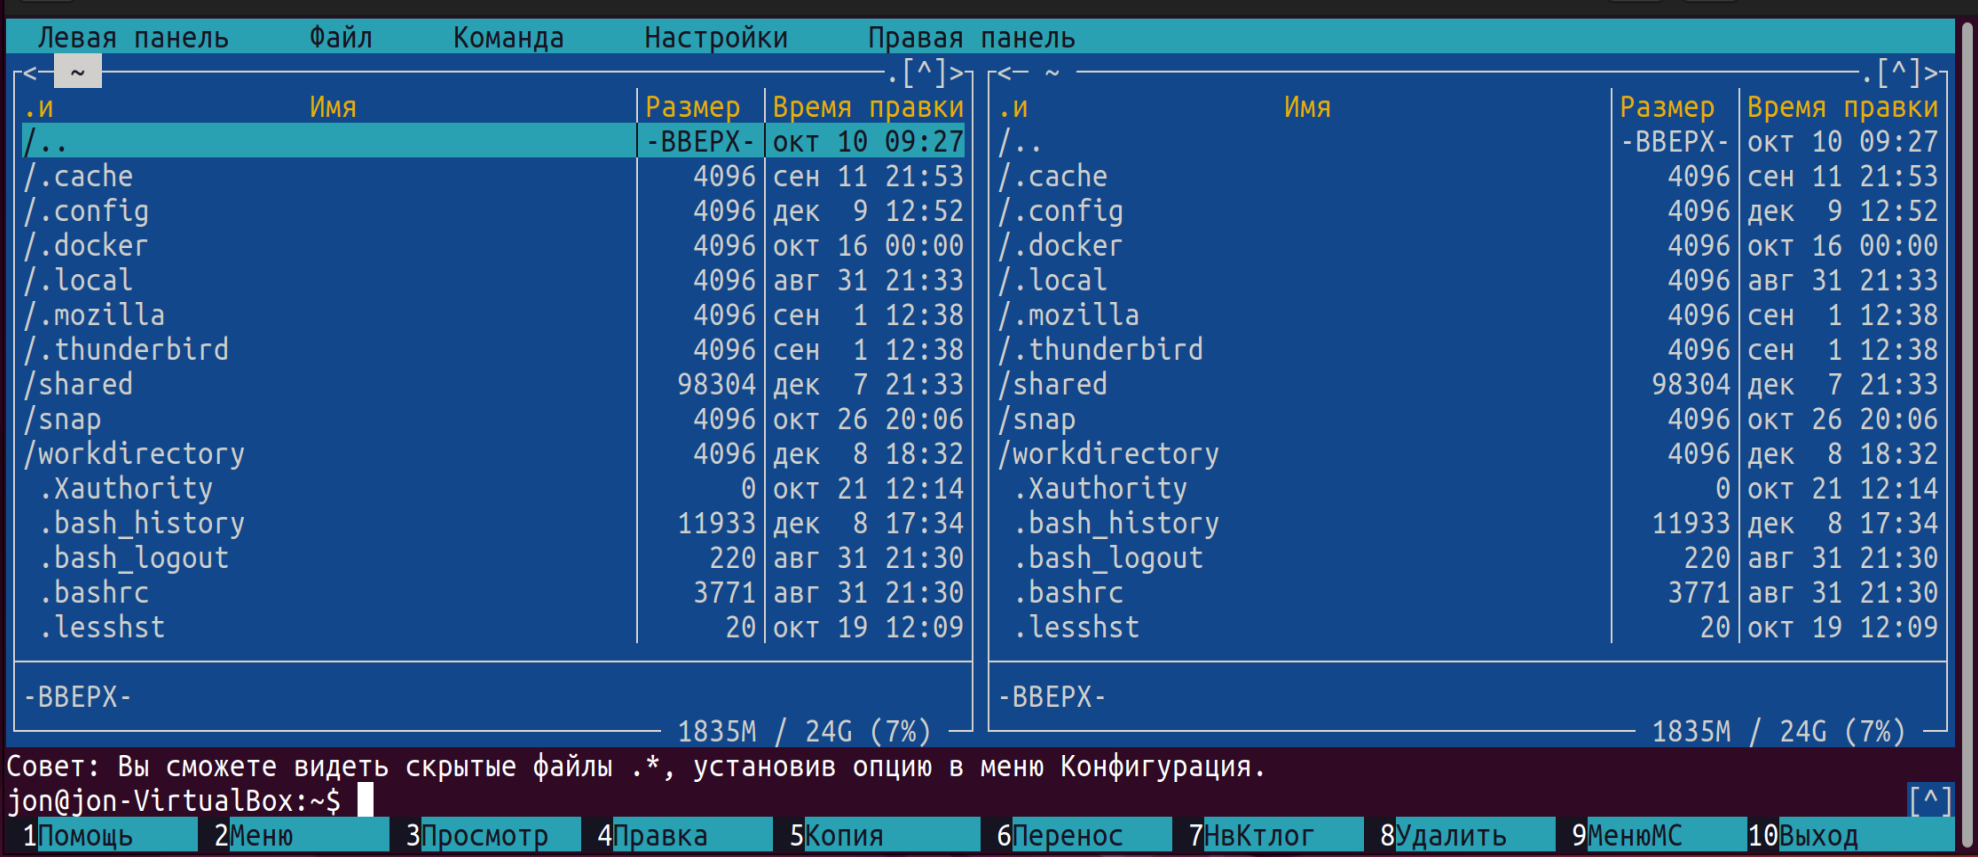 Левая панель Файл Команда Настройки Правая панель
<─ ~ ─.[^]> <─ ~ ─.[^]>
.и Имя Размер Время правки .и Имя Размер Время правки
/.. -ВВЕРХ- окт 10 09:27 /.. -ВВЕРХ- окт 10 09:27
/.cache 4096 сен 11 21:53 /.cache 4096 сен 11 21:53
/.config 4096 дек 9 12:52 /.config 4096 дек 9 12:52
/.docker 4096 окт 16 00:00 /.docker 4096 окт 16 00:00
/.local 4096 авг 31 21:33 /.local 4096 авг 31 21:33
/.mozilla 4096 сен 1 12:38 /.mozilla 4096 сен 1 12:38
/.thunderbird 4096 сен 1 12:38 /.thunderbird 4096 сен 1 12:38
/shared 98304 дек 7 21:33 /shared 98304 дек 7 21:33
/snap 4096 окт 26 20:06 /snap 4096 окт 26 20:06
/workdirectory 4096 дек 8 18:32 /workdirectory 4096 дек 8 18:32
.Xauthority 0 окт 21 12:14 .Xauthority 0 окт 21 12:14
.bash_history 11933 дек 8 17:34 .bash_history 11933 дек 8 17:34
.bash_logout 220 авг 31 21:30 .bash_logout 220 авг 31 21:30
.bashrc 3771 авг 31 21:30 .bashrc 3771 авг 31 21:30
.lesshst 20 окт 19 12:09 .lesshst 20 окт 19 12:09
-ВВЕРХ- -ВВЕРХ-
1835M / 24G (7%) 1835M / 24G (7%)
Совет: Вы сможете видеть скрытые файлы .*, установив опцию в меню Конфигурация.
jon@jon-VirtualBox:~$ [^]
1Помощь 2Меню 3Просмотр 4Правка 5Копия 6Перенос 7НвКтлог 8Удалить 9МенюMC 10Выход